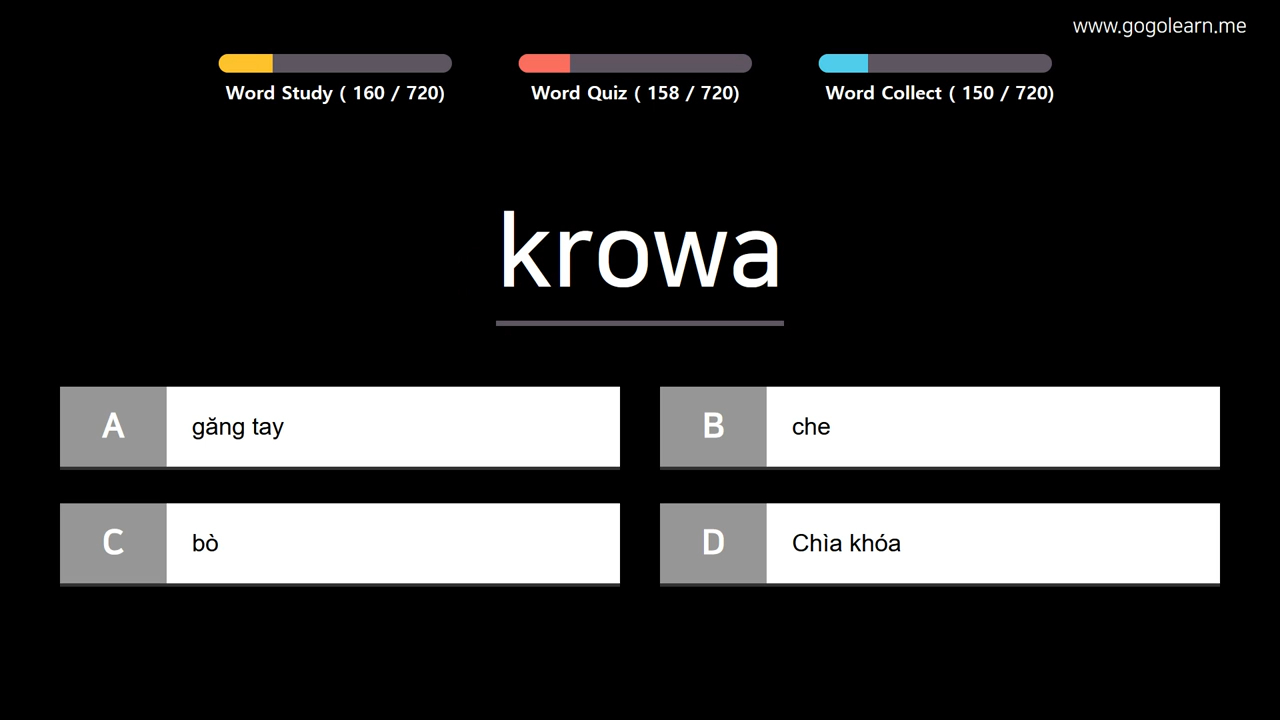 www.gogolearn.me
Word Study ( 160 / 720)
Word Quiz ( 158 / 720)
Word Collect ( 150 / 720)
krowa
A
găng tay
B
che
C
bò
D
Chìa khóa